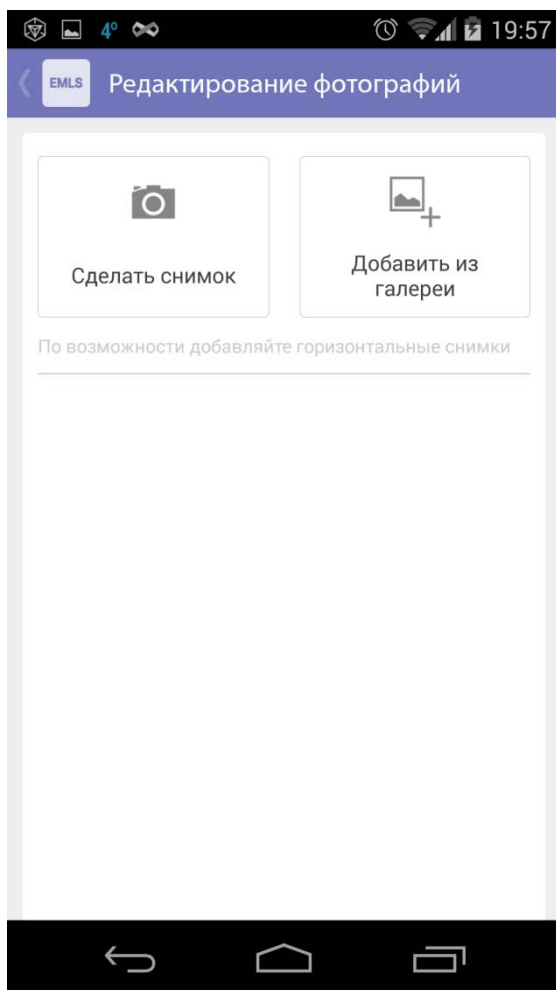 4° 19:57
EMLS Редактирование фотографий
Сделать снимок
Добавить из
галереи
По возможности добавляйте горизонтальные снимки